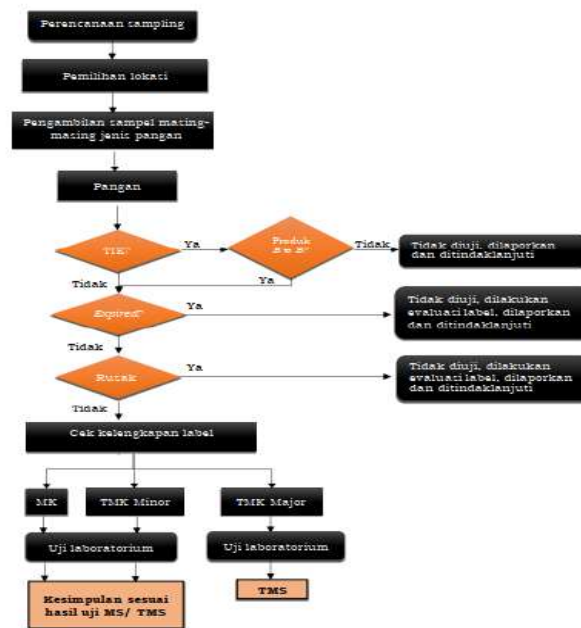 Perencanaan sampling
Pemilihan lokasi
Pengambilan sampel masing-
masing jenis pangan
Pangan
TIE?
Ya
Produk
B to B?
Tidak
Tidak diuji, dilaporkan
dan ditindaklanjuti
Tidak
Ya
Expired?
Ya
Tidak diuji, dilakukan
evaluasi label, dilaporkan
dan ditindaklanjuti
Tidak
Rusak
Ya
Tidak diuji, dilakukan
evaluasi label, dilaporkan
dan ditindaklanjuti
Tidak
Cek kelengkapan label
MK
TMK Minor
TMK Major
Uji laboratorium
Uji laboratorium
Kesimpulan sesuai
hasil uji MS/ TMS
TMS